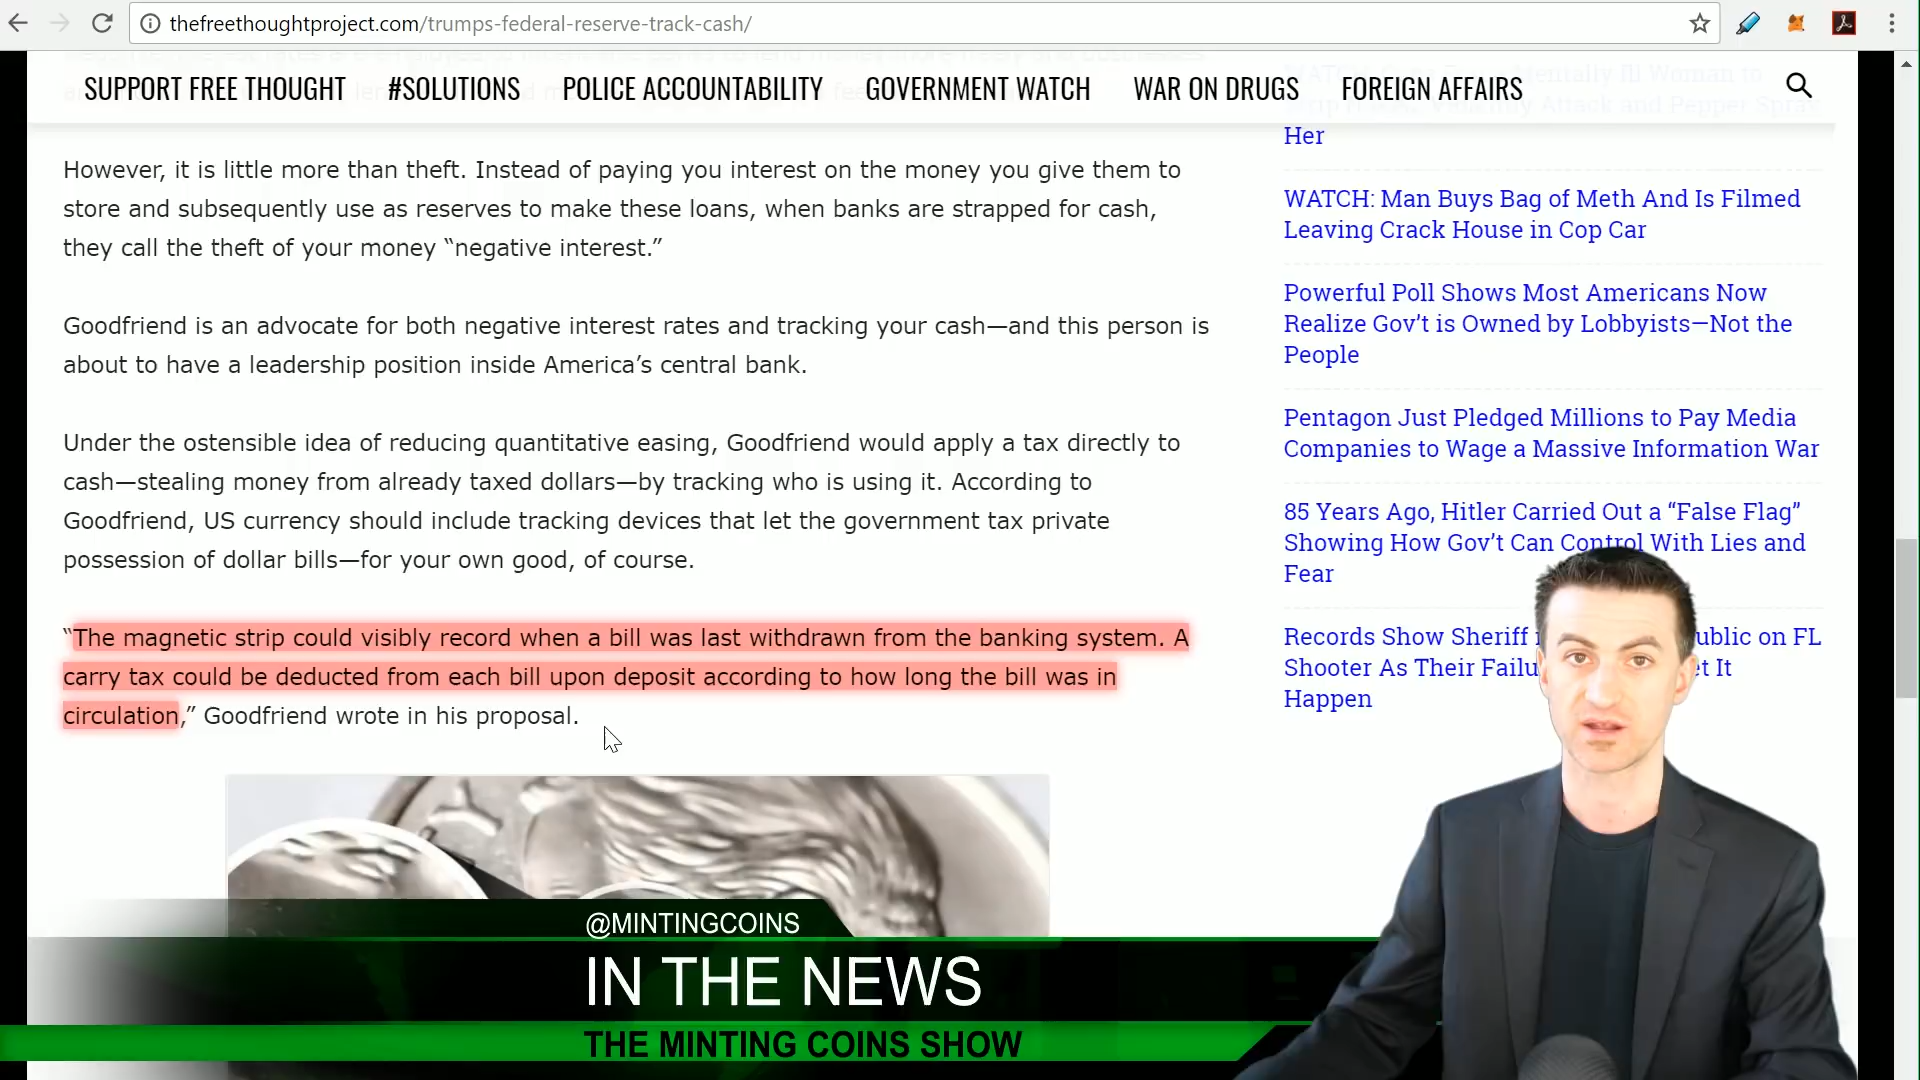 thefreethoughtproject.com/trumps-federal-reserve-track-cash/
SUPPORT FREE THOUGHT #SOLUTIONS POLICE ACCOUNTABILITY GOVERNMENT WATCH WAR ON DRUGS FOREIGN AFFAIRS
However, it is little more than theft. Instead of paying you interest on the money you give them to
store and subsequently use as reserves to make these loans, when banks are strapped for cash,
they call the theft of your money “negative interest.”
Goodfriend is an advocate for both negative interest rates and tracking your cash—and this person is
about to have a leadership position inside America’s central bank.
Under the ostensible idea of reducing quantitative easing, Goodfriend would apply a tax directly to
cash—stealing money from already taxed dollars—by tracking who is using it. According to
Goodfriend, US currency should include tracking devices that let the government tax private
possession of dollar bills—for your own good, of course.
“The magnetic strip could visibly record when a bill was last withdrawn from the banking system. A
carry tax could be deducted from each bill upon deposit according to how long the bill was in
circulation,” Goodfriend wrote in his proposal.
Mentally Ill Woman to
Attack and Pepper Spray
Her
WATCH: Man Buys Bag of Meth And Is Filmed
Leaving Crack House in Cop Car
Powerful Poll Shows Most Americans Now
Realize Gov’t is Owned by Lobbyists—Not the
People
Pentagon Just Pledged Millions to Pay Media
Companies to Wage a Massive Information War
85 Years Ago, Hitler Carried Out a “False Flag”
Showing How Gov’t Can Control With Lies and
Fear
Records Show Sheriff ublic on FL
Shooter As Their Failu et It
Happen
@MINTINGCOINS
IN THE NEWS
THE MINTING COINS SHOW